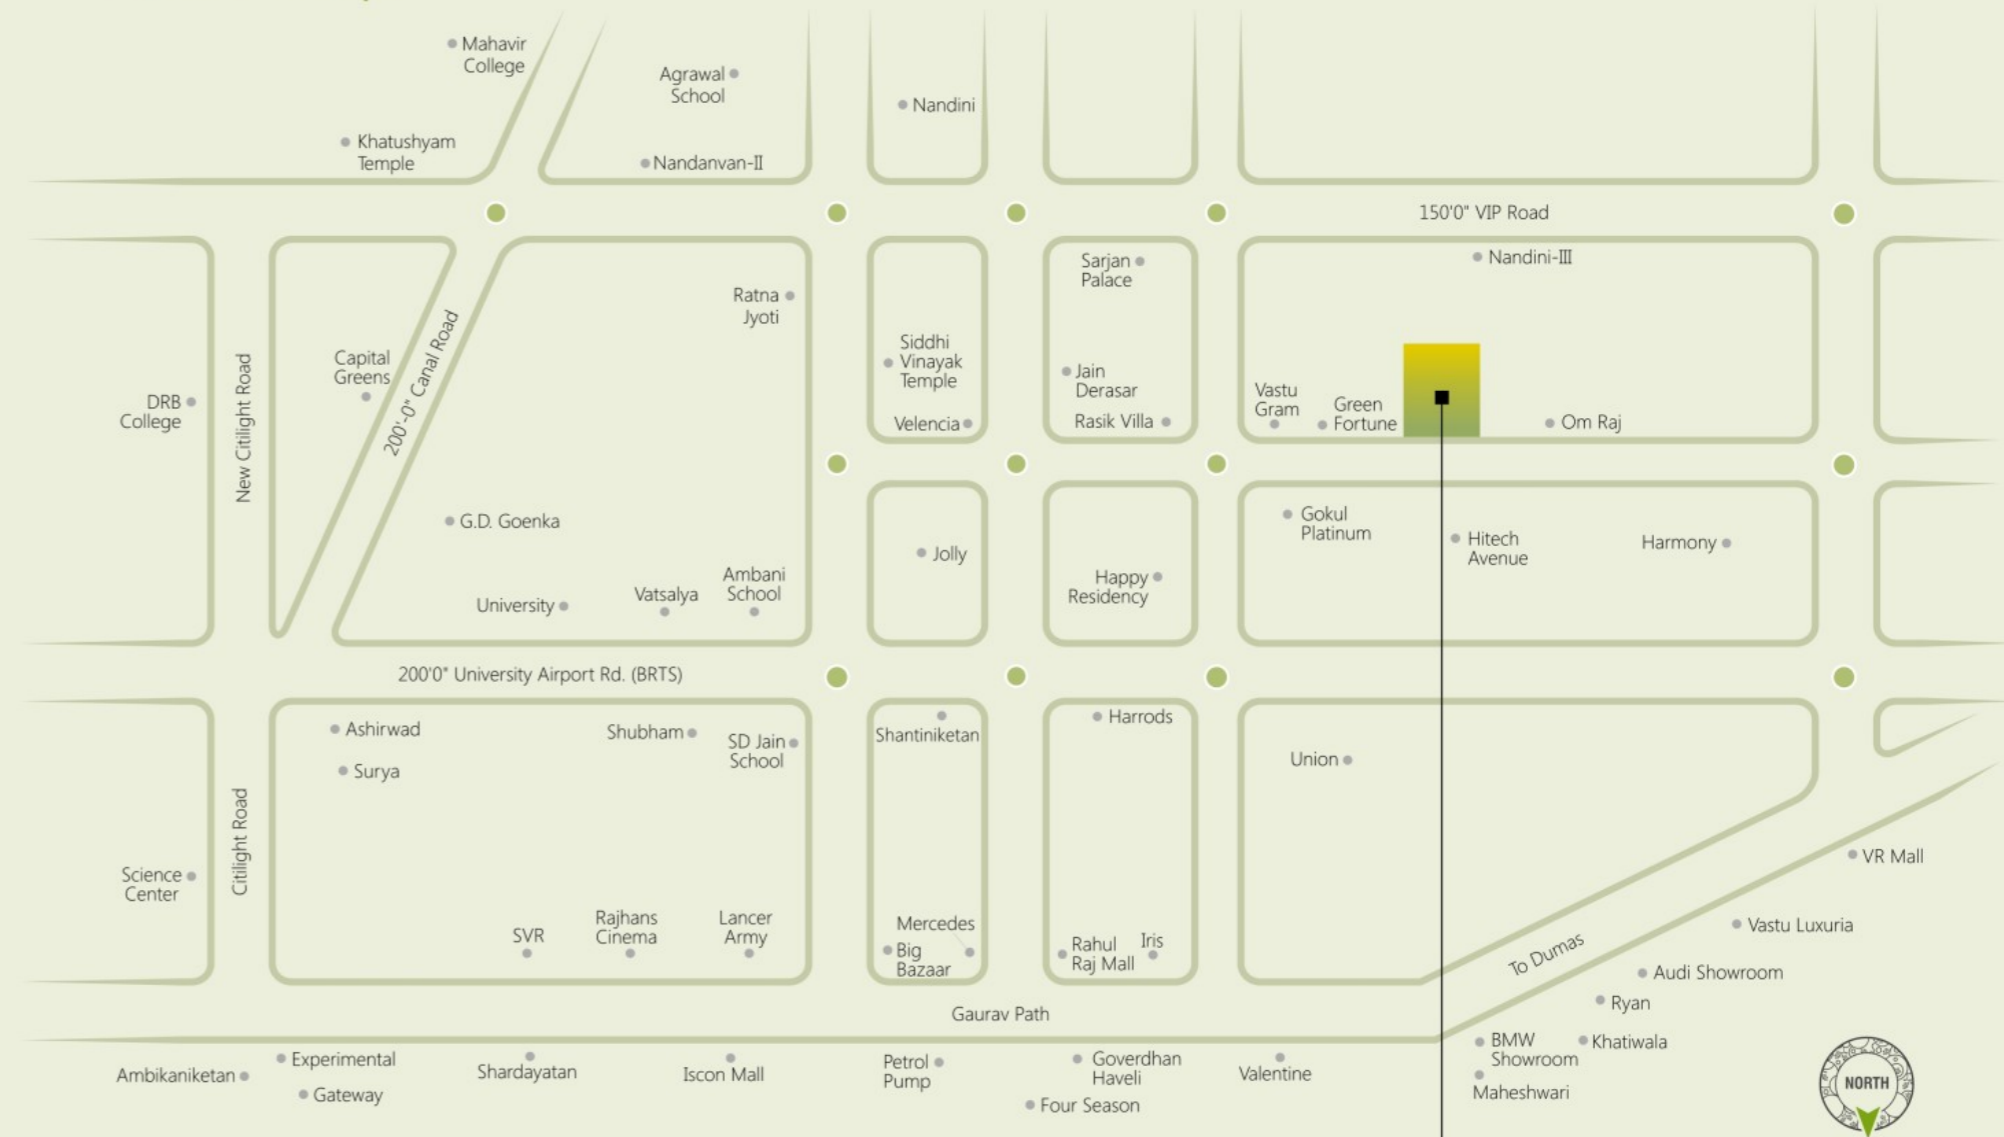 Mahavir
College
Agrawal
School
Nandini
Khatushyam
Temple
Nandanvan-II
150'0" VIP Road
Nandini-III
Sarjan
Palace
Ratna
Jyoti
Siddhi
Vinayak
Temple
Capital
Greens
200'-0" Canal Road
New Citilight Road
DRB
College
Jain
Derasar
Velencia
Rasik Villa
Vastu
Gram
Green
Fortune
Om Raj
G.D. Goenka
Gokul
Platinum
Hitech
Avenue
Harmony
Jolly
Happy
Residency
University
Vatsalya
Ambani
School
200'0" University Airport Rd. (BRTS)
Ashirwad
Surya
Shubham
SD Jain
School
Shantiniketan
Harrods
Union
Citilight Road
Science
Center
VR Mall
SVR
Rajhans
Cinema
Lancer
Army
Mercedes
Big
Bazaar
Rahul
Raj Mall
Iris
To Dumas
Vastu Luxuria
Audi Showroom
Ryan
Gaurav Path
BMW
Showroom
Khatiwala
Ambikaniketan
Experimental
Gateway
Shardayatan
Iscon Mall
Petrol
Pump
Goverdhan
Haveli
Four Season
Valentine
Maheshwari
NORTH